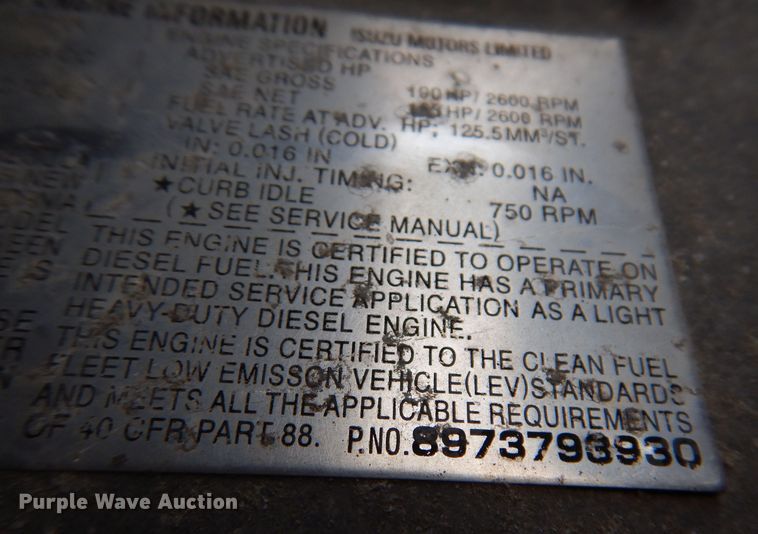 ENGINE INFORMATION ISUZU MOTORS LIMITED
ENGINE SPECIFICATIONS
ADVERTISED HP
SAE GROSS 190 HP/ 2600 RPM
SAE NET HP/ 2600 RPM
FUEL RATE AT ADV. HP; 125.5MM³/ST.
VALVE LASH (COLD)
IN: 0.016 IN EXH: 0.016 IN.
INITIAL INJ. TIMING: NA
★CURB IDLE 750 RPM
(★SEE SERVICE MANUAL)
THIS ENGINE IS CERTIFIED TO OPERATE ON
DIESEL FUEL. THIS ENGINE HAS A PRIMARY
INTENDED SERVICE APPLICATION AS A LIGHT
HEAVY-DUTY DIESEL ENGINE.
THIS ENGINE IS CERTIFIED TO THE CLEAN FUEL
FLEET LOW EMISSON VEHICLE(LEV)STANDARDS
AND MEETS ALL THE APPLICABLE REQUIREMENTS
OF 40 CFR PART 88. P.NO.8973793930
Purple Wave Auction